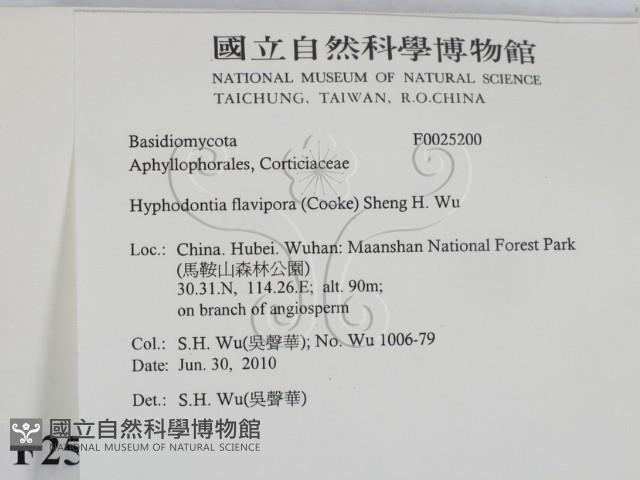 國立自然科學博物館
NATIONAL MUSEUM OF NATURAL SCIENCE
TAICHUNG, TAIWAN, R.O.CHINA
Basidiomycota F0025200
Aphyllophorales, Corticiaceae
Hyphodontia flavipora (Cooke) Sheng H. Wu
Loc.: China. Hubei. Wuhan: Maanshan National Forest Park
(馬鞍山森林公園)
30.31.N, 114.26.E; alt. 90m;
on branch of angiosperm
Col.: S.H. Wu(吳聲華); No. Wu 1006-79
Date: Jun. 30, 2010
Det.: S.H. Wu(吳聲華)
國立自然科學博物館
NATIONAL MUSEUM OF NATURAL SCIENCE
F25